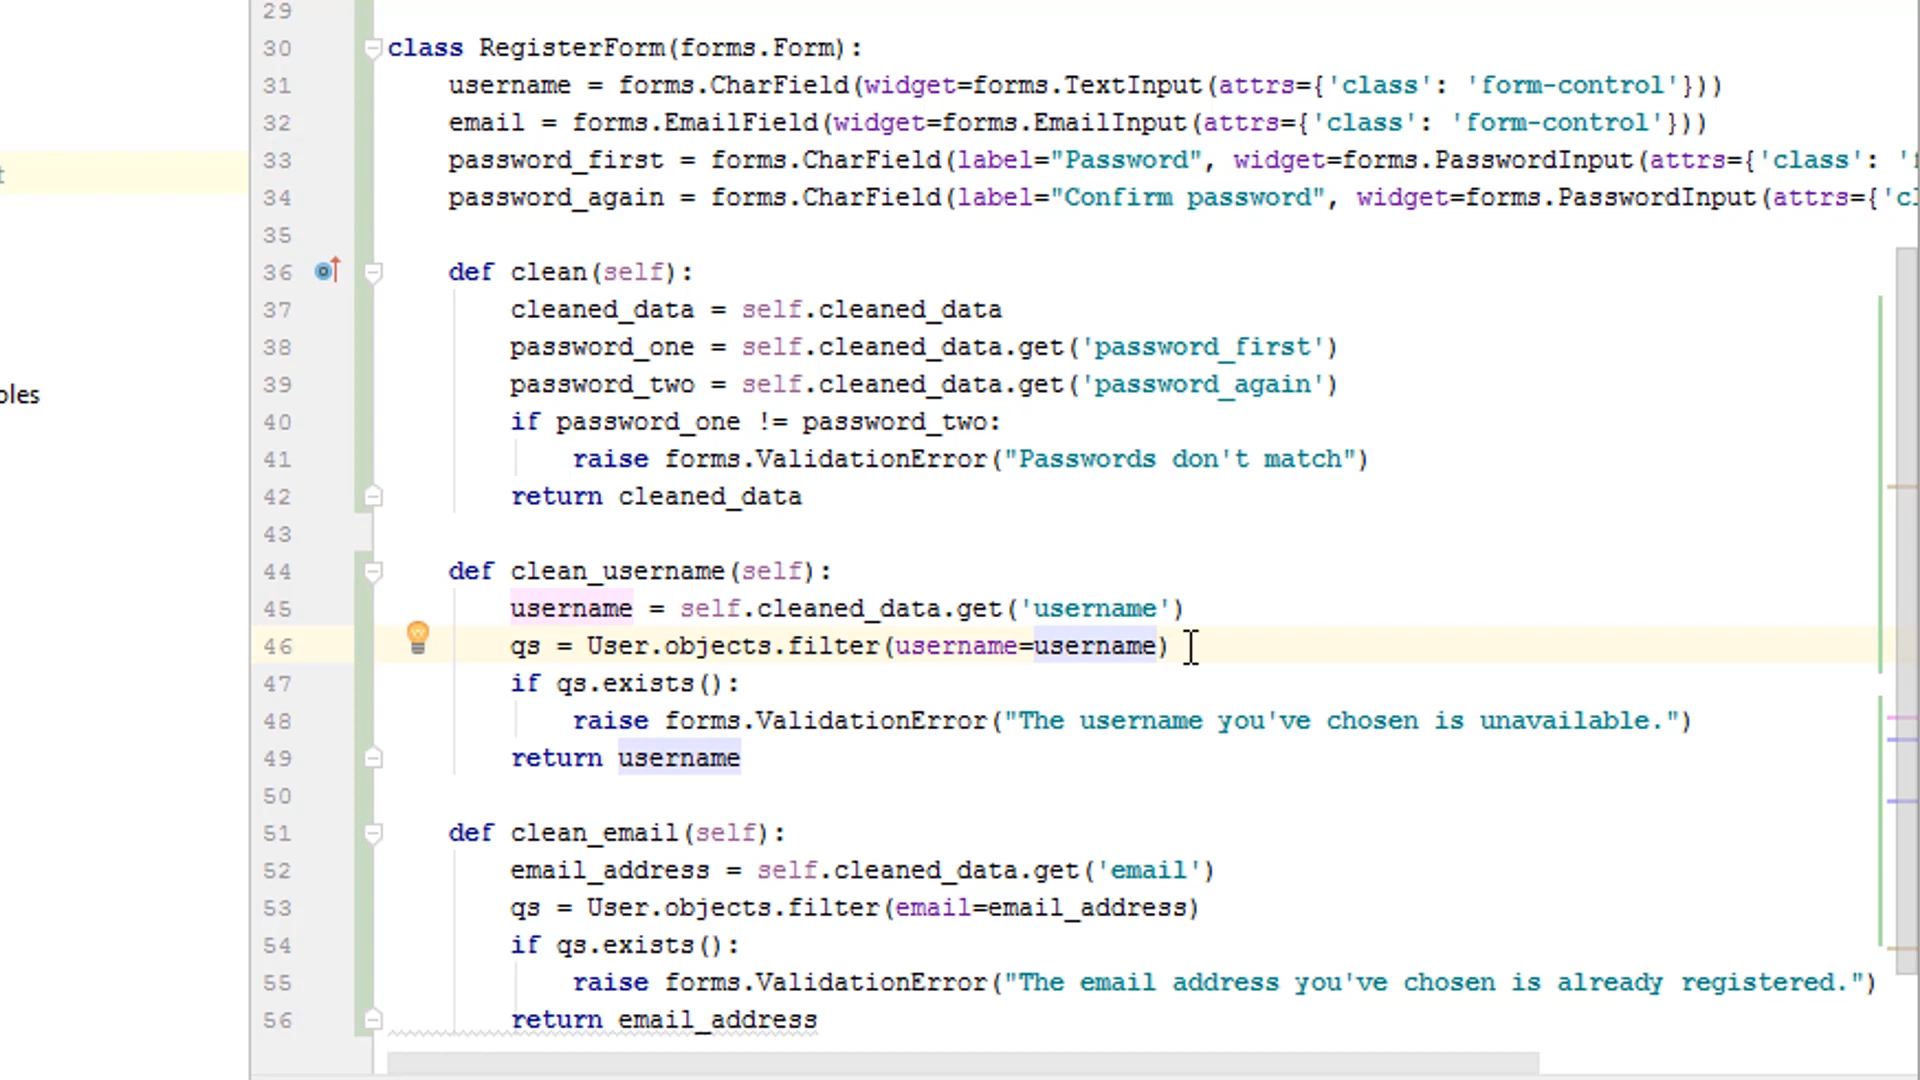 29
30 class RegisterForm(forms.Form):
31 username = forms.CharField(widget=forms.TextInput(attrs={'class': 'form-control'}))
32 email = forms.EmailField(widget=forms.EmailInput(attrs={'class': 'form-control'}))
33 password_first = forms.CharField(label="Password", widget=forms.PasswordInput(attrs={'class': '
34 password_again = forms.CharField(label="Confirm password", widget=forms.PasswordInput(attrs={'cl
35
36 def clean(self):
37 cleaned_data = self.cleaned_data
38 password_one = self.cleaned_data.get('password_first')
oles
39 password_two = self.cleaned_data.get('password_again')
40 if password_one != password_two:
41 raise forms.ValidationError("Passwords don't match")
42 return cleaned_data
43
44 def clean_username(self):
45 username = self.cleaned_data.get('username')
46 qs = User.objects.filter(username=username)
47 if qs.exists():
48 raise forms.ValidationError("The username you've chosen is unavailable.")
49 return username
50
51 def clean_email(self):
52 email_address = self.cleaned_data.get('email')
53 qs = User.objects.filter(email=email_address)
54 if qs.exists():
55 raise forms.ValidationError("The email address you've chosen is already registered.")
56 return email_address